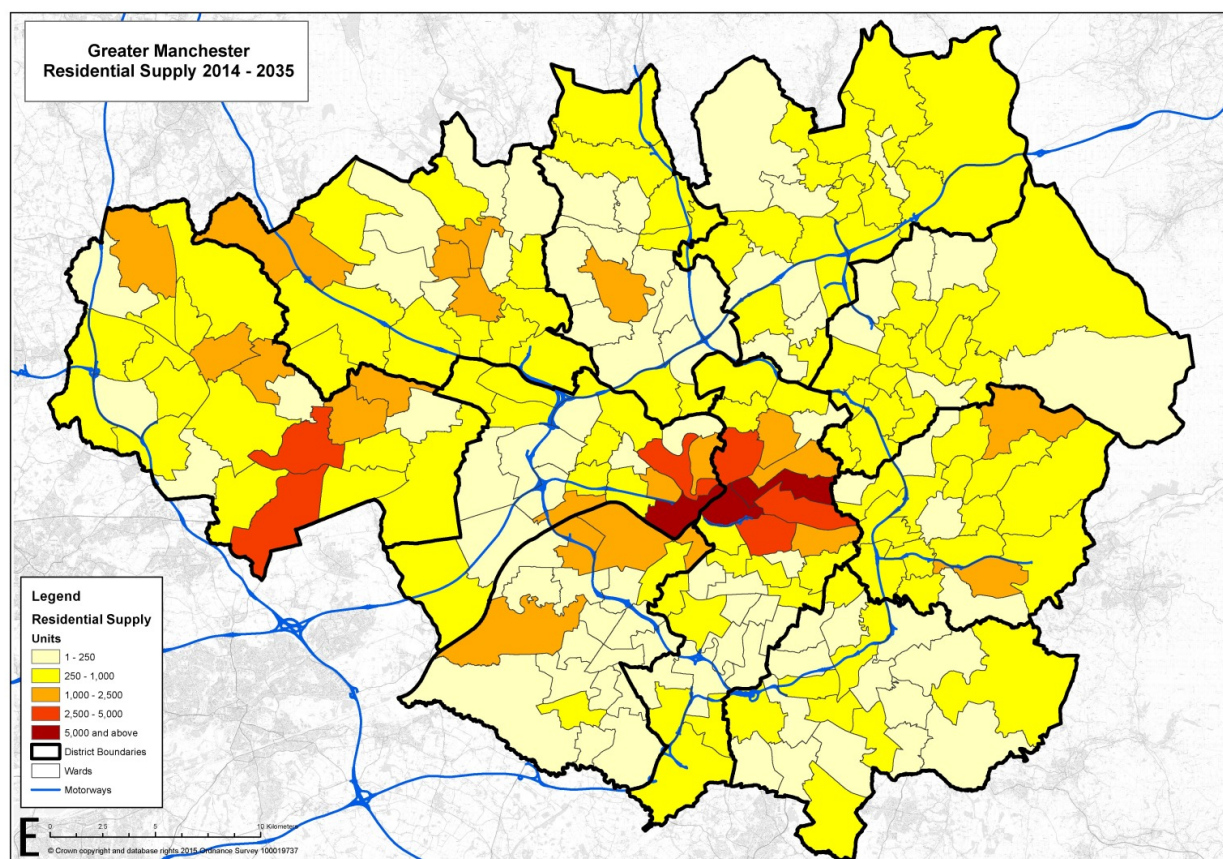 Greater Manchester
Residential Supply 2014 - 2035
Legend
Residential Supply
Units
1 - 250
250 - 1,000
1,000 - 2,500
2,500 - 5,000
5,000 and above
District Boundaries
Wards
Motorways
E
0 2.5 5 10 Kilometers
© Crown copyright and database rights 2015 Ordnance Survey 100019737